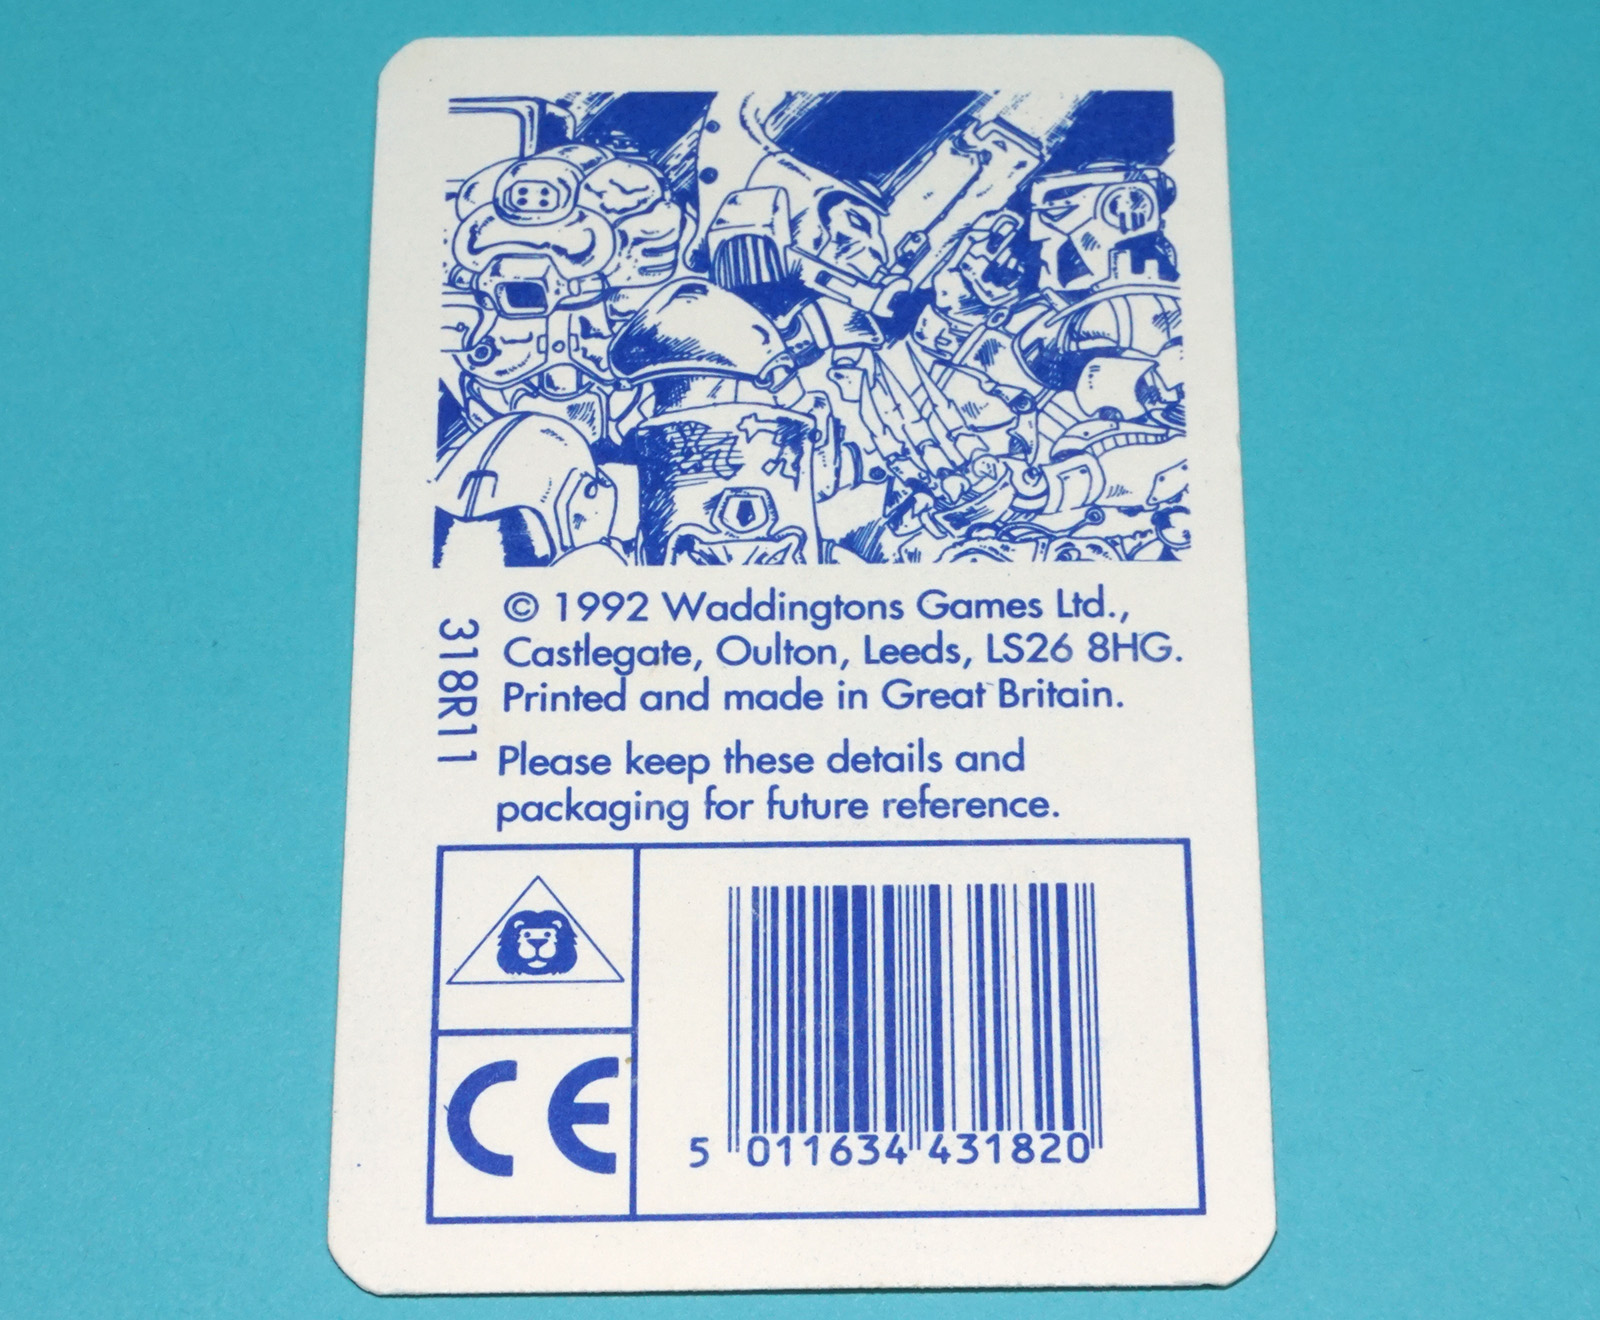 © 1992 Waddingtons Games Ltd.,
Castlegate, Oulton, Leeds, LS26 8HG.
Printed and made in Great Britain.
318R11
Please keep these details and
packaging for future reference.
CE
5 011634 431820